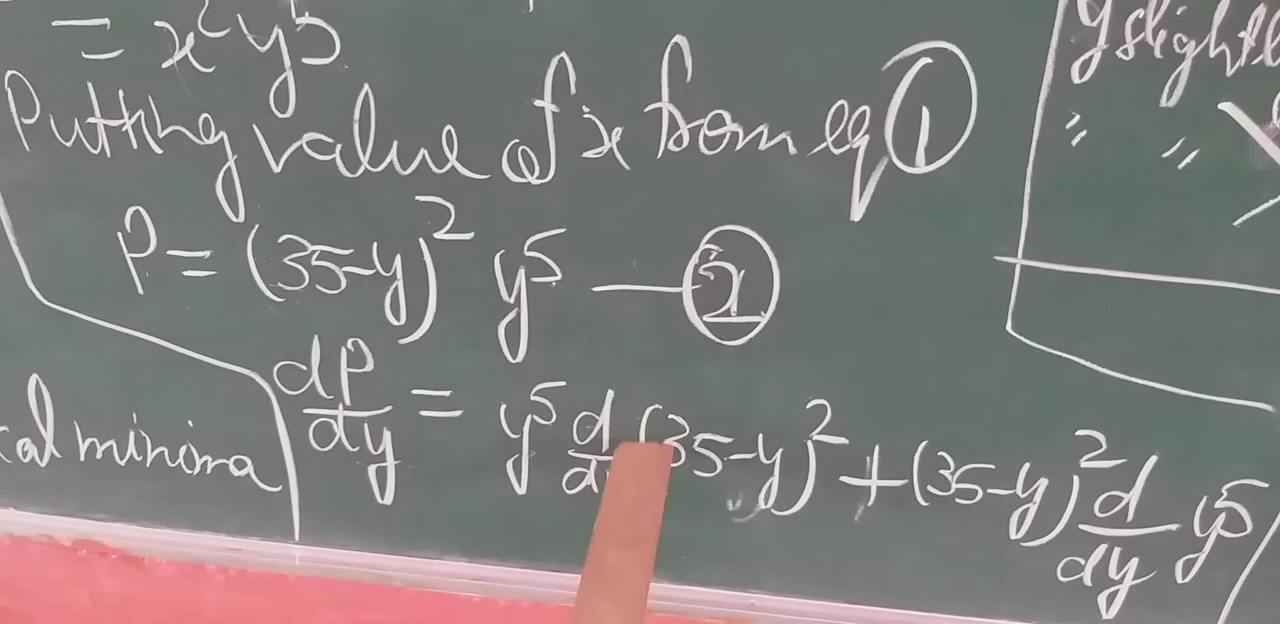 = x²y⁵
Putting value of x from eq ①
P = (35-y)² y⁵ — ②
dP/dy = y⁵ d/dy (35-y)² + (35-y)² d/dy y⁵
cal minima
y slightl
" "